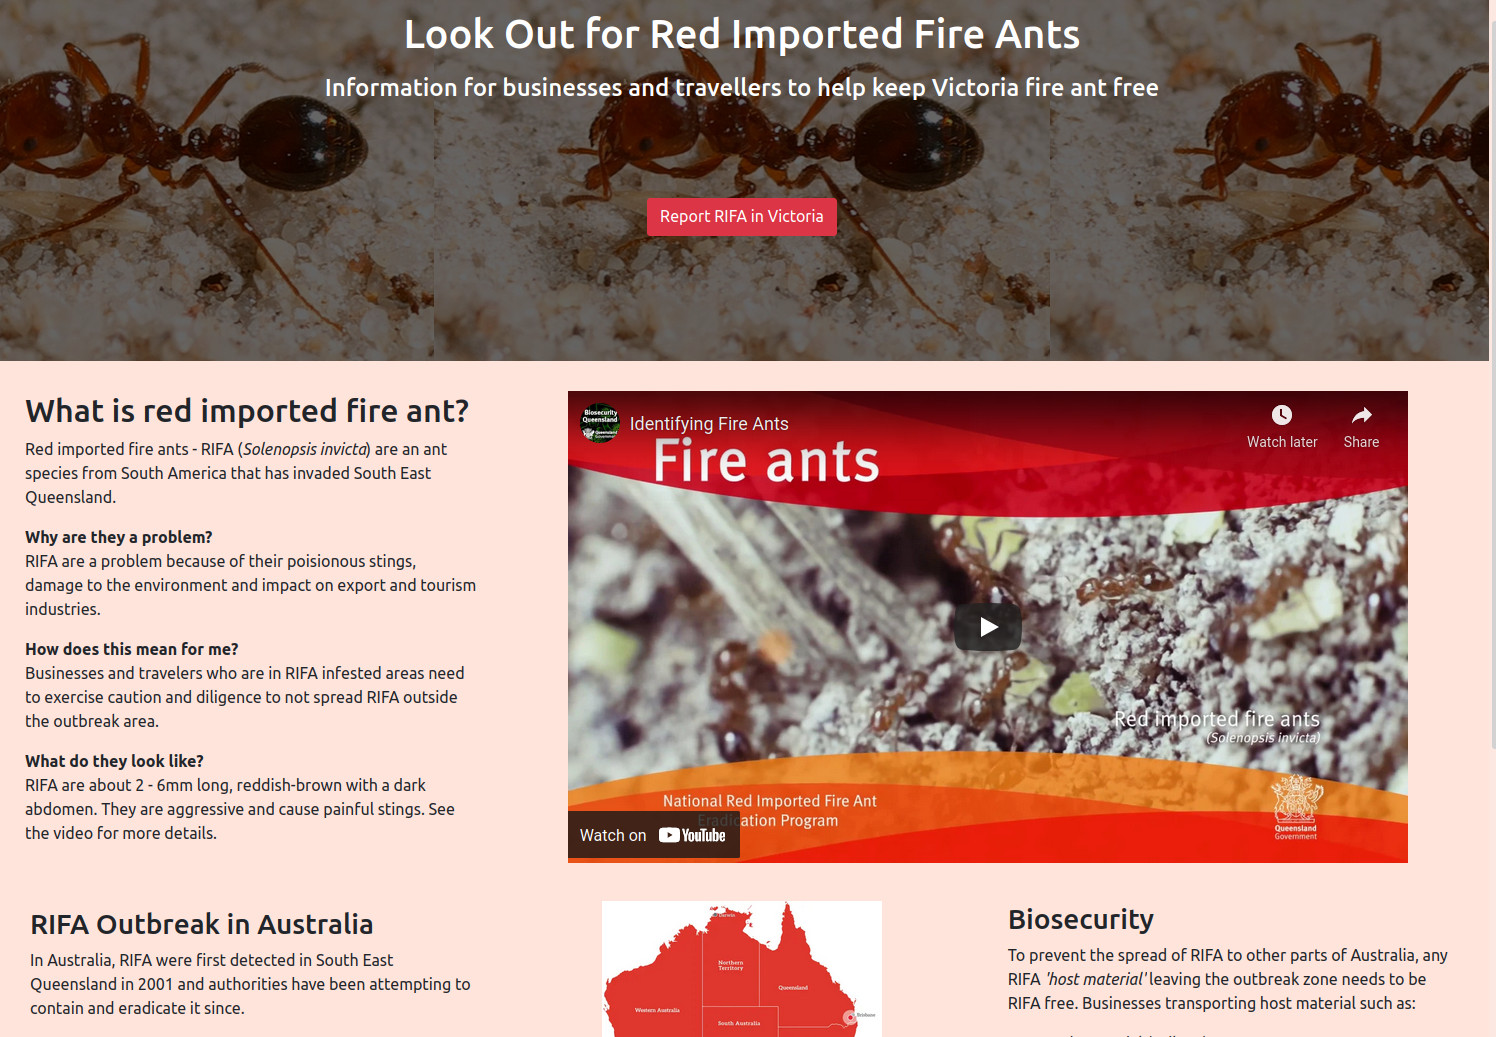 Look Out for Red Imported Fire Ants
Information for businesses and travellers to help keep Victoria fire ant free
Report RIFA in Victoria
What is red imported fire ant?
Red imported fire ants - RIFA (Solenopsis invicta) are an ant
species from South America that has invaded South East
Queensland.
Why are they a problem?
RIFA are a problem because of their poisionous stings,
damage to the environment and impact on export and tourism
industries.
How does this mean for me?
Businesses and travelers who are in RIFA infested areas need
to exercise caution and diligence to not spread RIFA outside
the outbreak area.
What do they look like?
RIFA are about 2 - 6mm long, reddish-brown with a dark
abdomen. They are aggressive and cause painful stings. See
the video for more details.
Biosecurity
Queensland
Queensland
Government
Identifying Fire Ants
Watch later
Share
Fire ants
Red imported fire ants
(Solenopsis invicta)
National Red Imported Fire Ant
Eradication Program
Watch on YouTube
Queensland
Government
RIFA Outbreak in Australia
In Australia, RIFA were first detected in South East
Queensland in 2001 and authorities have been attempting to
contain and eradicate it since.
Darwin
Northern
Territory
Queensland
Western Australia
South Australia
Brisbane
Biosecurity
To prevent the spread of RIFA to other parts of Australia, any
RIFA 'host material' leaving the outbreak zone needs to be
RIFA free. Businesses transporting host material such as: